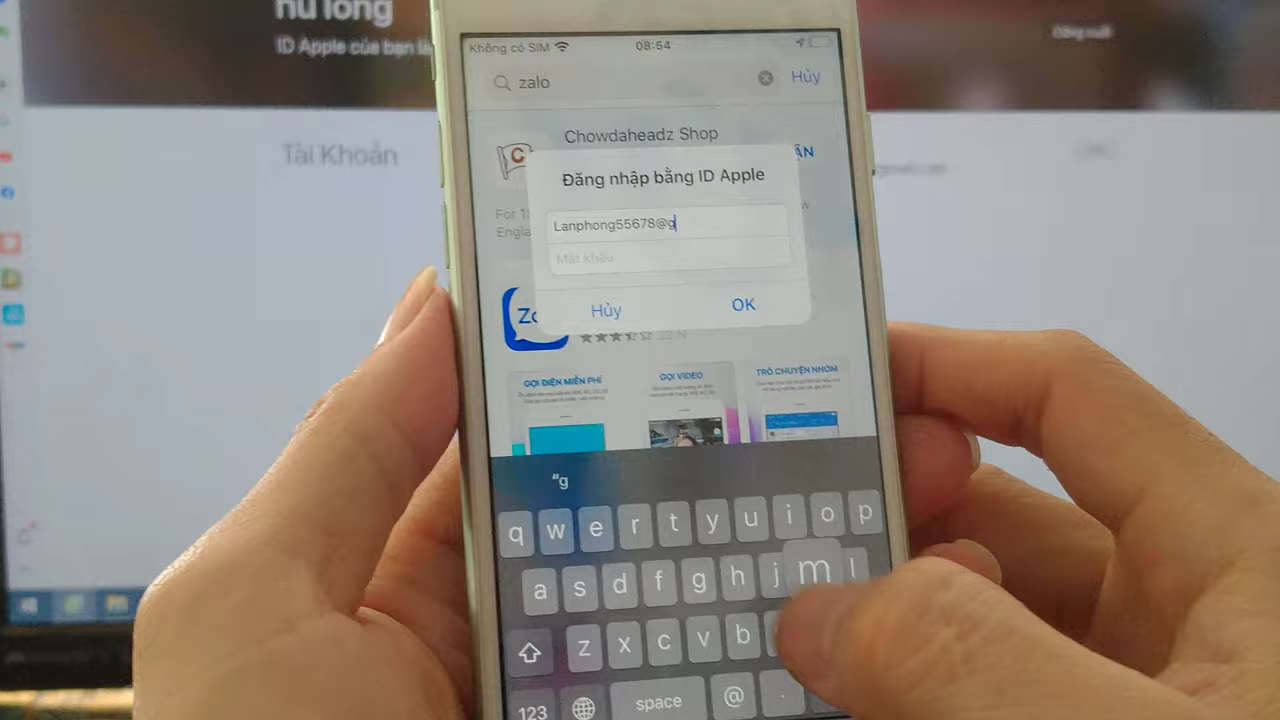 nu long
ID Apple của bạn là
Tài Khoản
Không có SIM
08:54
zalo
Hủy
Chowdaheadz Shop
C
ẬN
Đăng nhập bằng ID Apple
Lanphong55678@g
Mật khẩu
Hủy
OK
For 1
Engla
w
Zo
GỌI ĐIỆN MIỄN PHÍ
GỌI VIDEO
TRÒ CHUYỆN NHÓM
“g
q w e r t y u i o p
a s d f g h j m l
z x c v b
123 space @ .